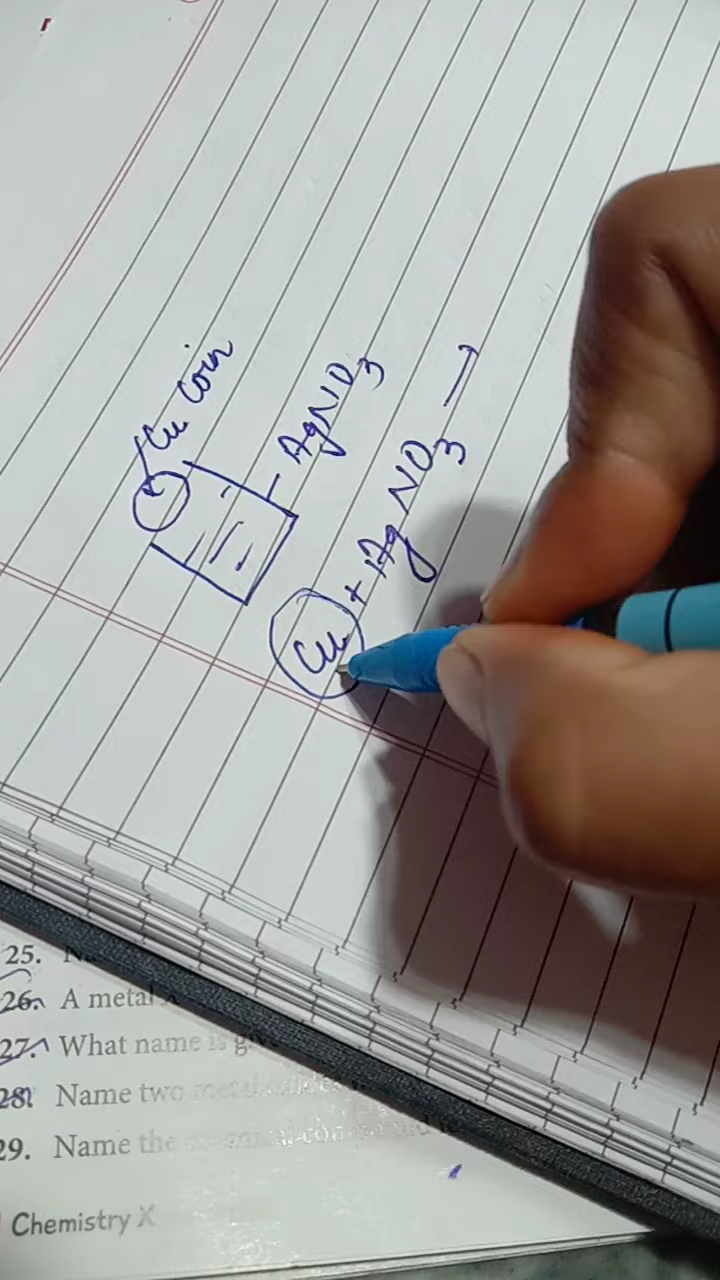 Cu Coin
AgNO3
Cu + AgNO3 →
25.
26. A metal
27. What name is
28. Name two metal
29. Name the
Chemistry X